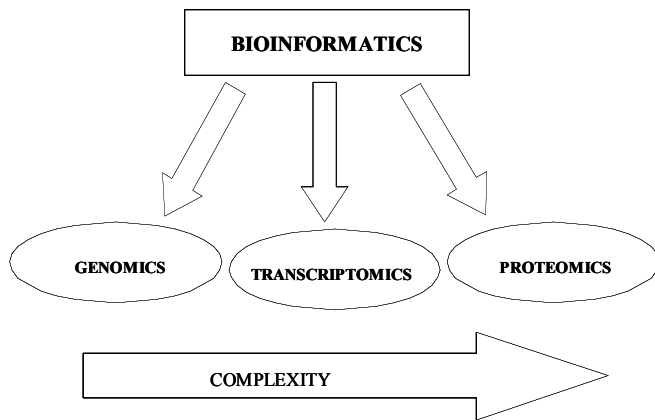 BIOINFORMATICS
GENOMICS
TRANSCRIPTOMICS
PROTEOMICS
COMPLEXITY